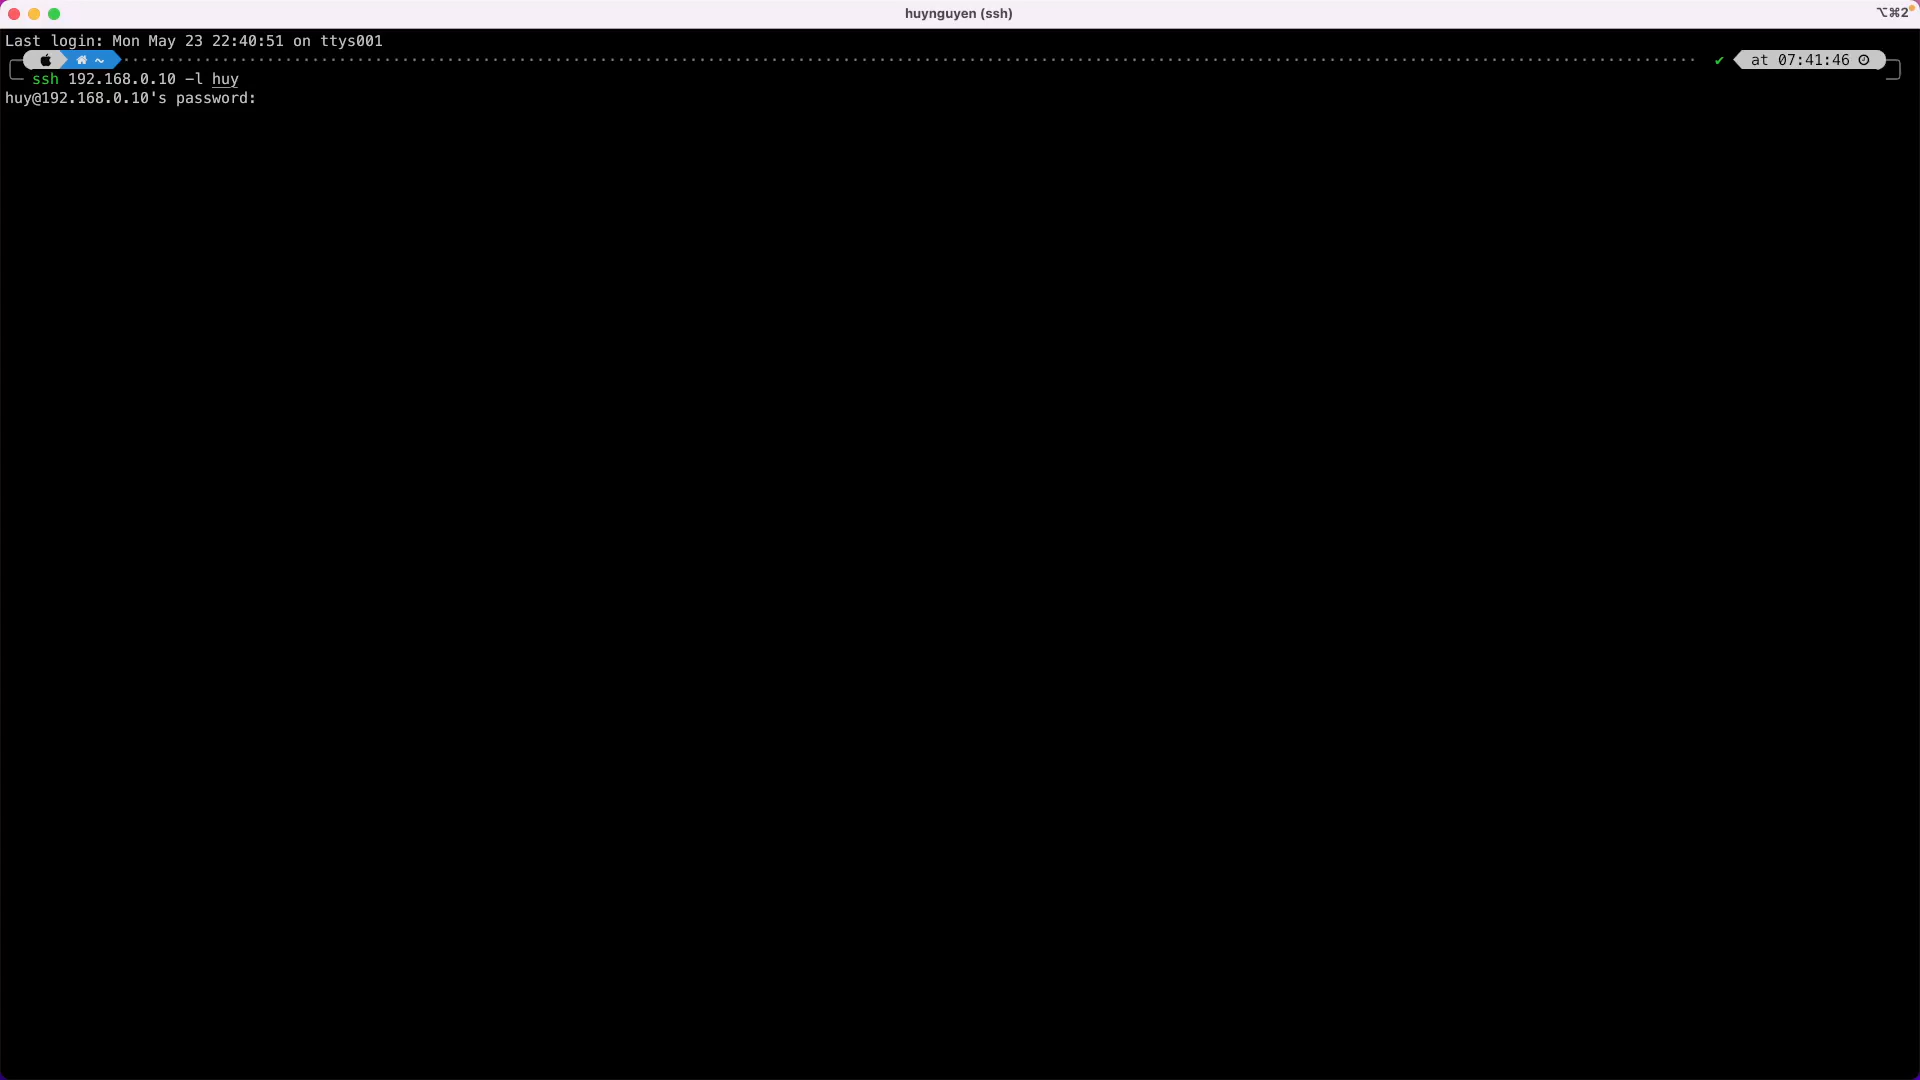 huynguyen (ssh)
⌥⌘2
Last login: Mon May 23 22:40:51 on ttys001
~ ✔ at 07:41:46
ssh 192.168.0.10 -l huy
huy@192.168.0.10's password: